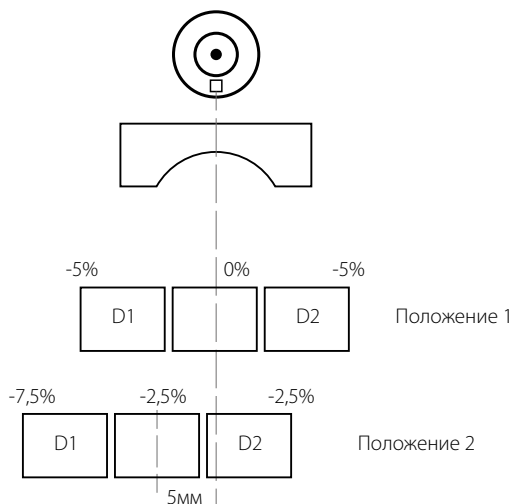 -5% 0% -5%
D1 D2 Положение 1
-7,5% -2,5% -2,5%
D1 D2 Положение 2
5мм